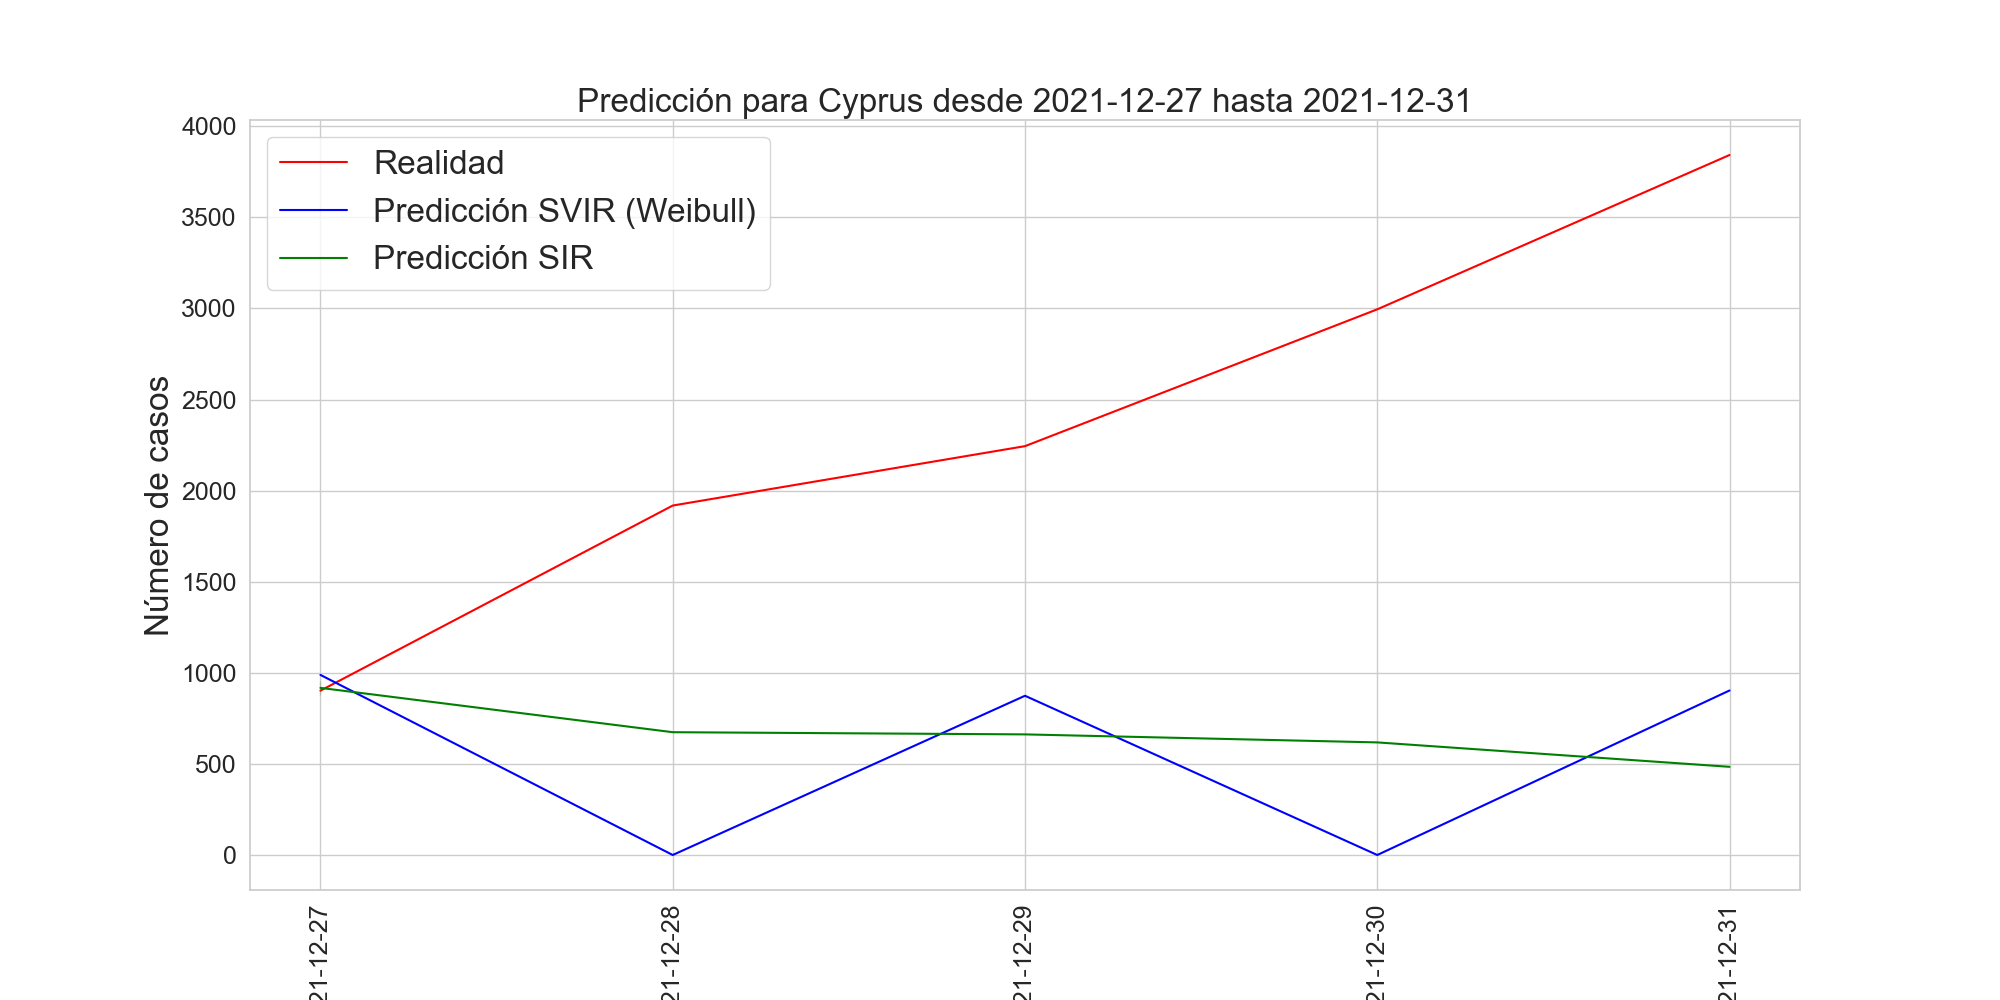 Predicción para Cyprus desde 2021-12-27 hasta 2021-12-31
Realidad
Predicción SVIR (Weibull)
Predicción SIR
Número de casos
4000
3500
3000
2500
2000
1500
1000
500
0
21-12-27
21-12-28
21-12-29
21-12-30
21-12-31